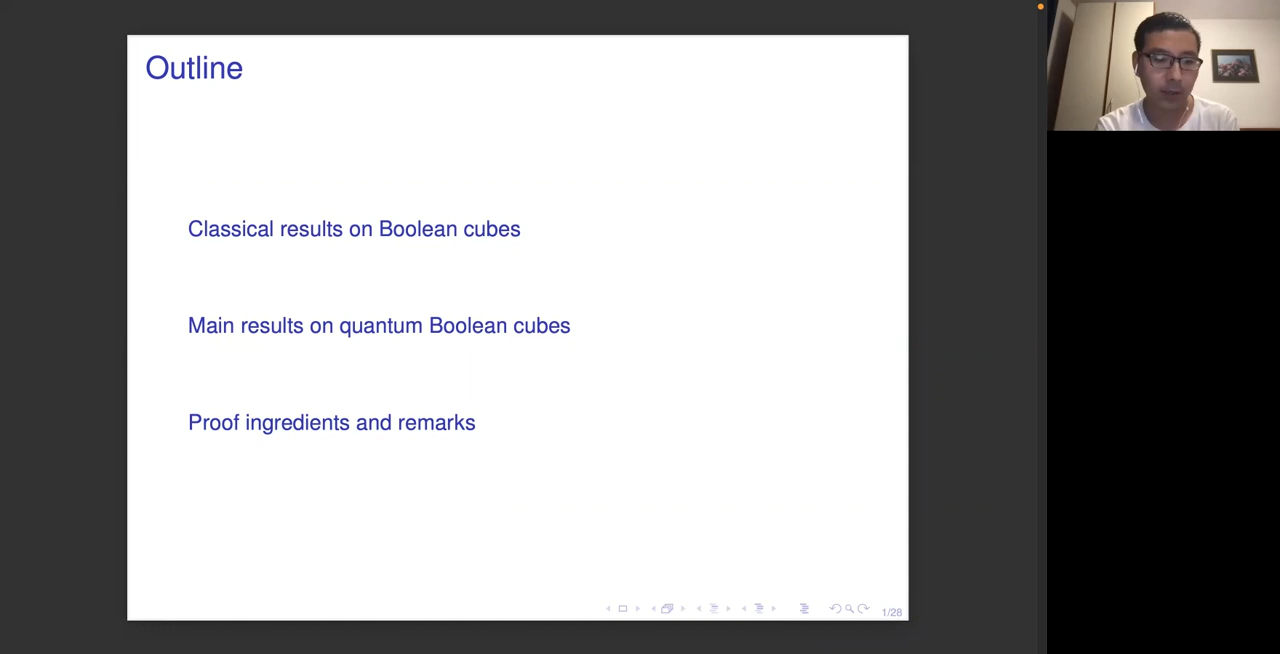 Outline
Classical results on Boolean cubes
Main results on quantum Boolean cubes
Proof ingredients and remarks
1/28